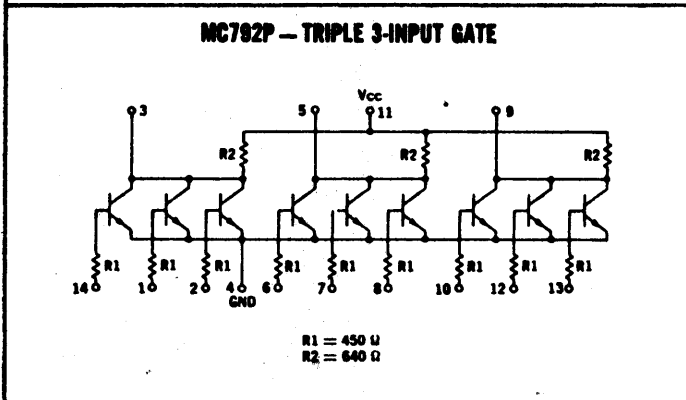 MC792P — TRIPLE 3-INPUT GATE
VCC
3 5 11 9
R2 R2 R2
R1 R1 R1 R1 R1 R1 R1 R1 R1
14 1 2 4 6 7 8 10 12 13
GND
R1 = 450 Ω
R2 = 640 Ω